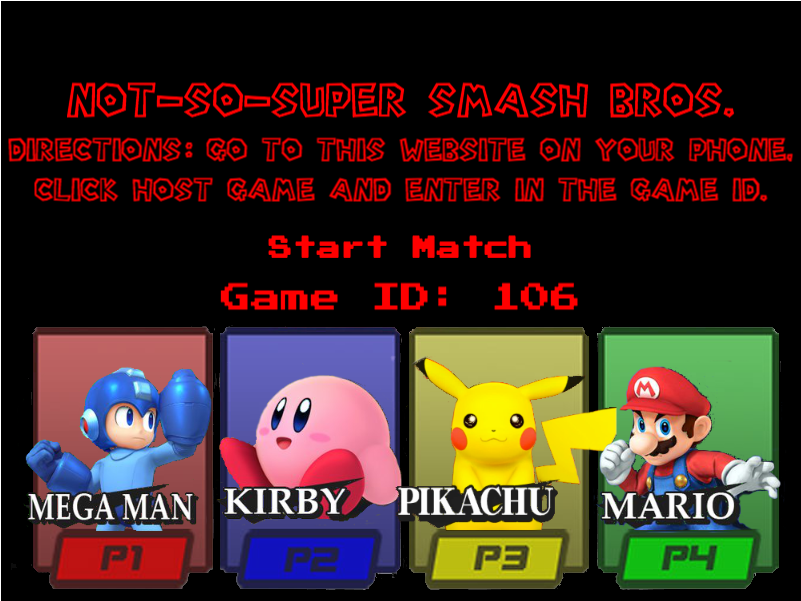 NOT-SO-SUPER SMASH BROS.
DIRECTIONS: GO TO THIS WEBSITE ON YOUR PHONE.
CLICK HOST GAME AND ENTER IN THE GAME ID.
Start Match
Game ID: 106
M
MEGA MAN KIRBY PIKACHU MARIO
P1 P2 P3 P4